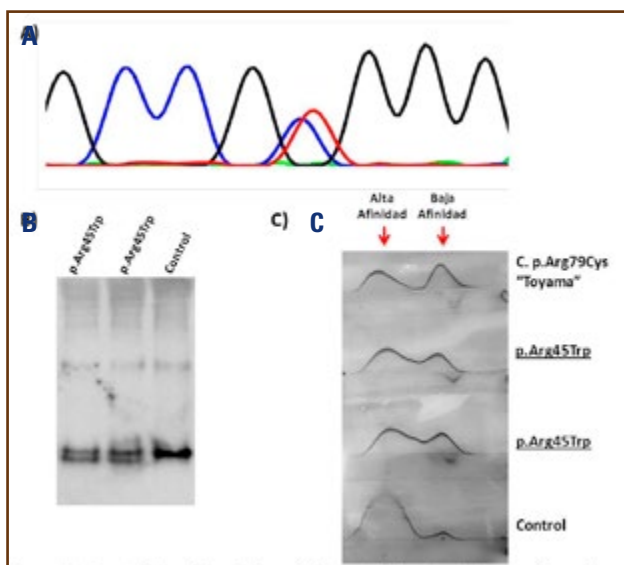 A
Alta
Afinidad
Baja
Afinidad
B
p.Arg45Trp
p.Arg45Trp
Control
C)
C
C. p.Arg79Cys
"Toyama"
p.Arg45Trp
p.Arg45Trp
Control